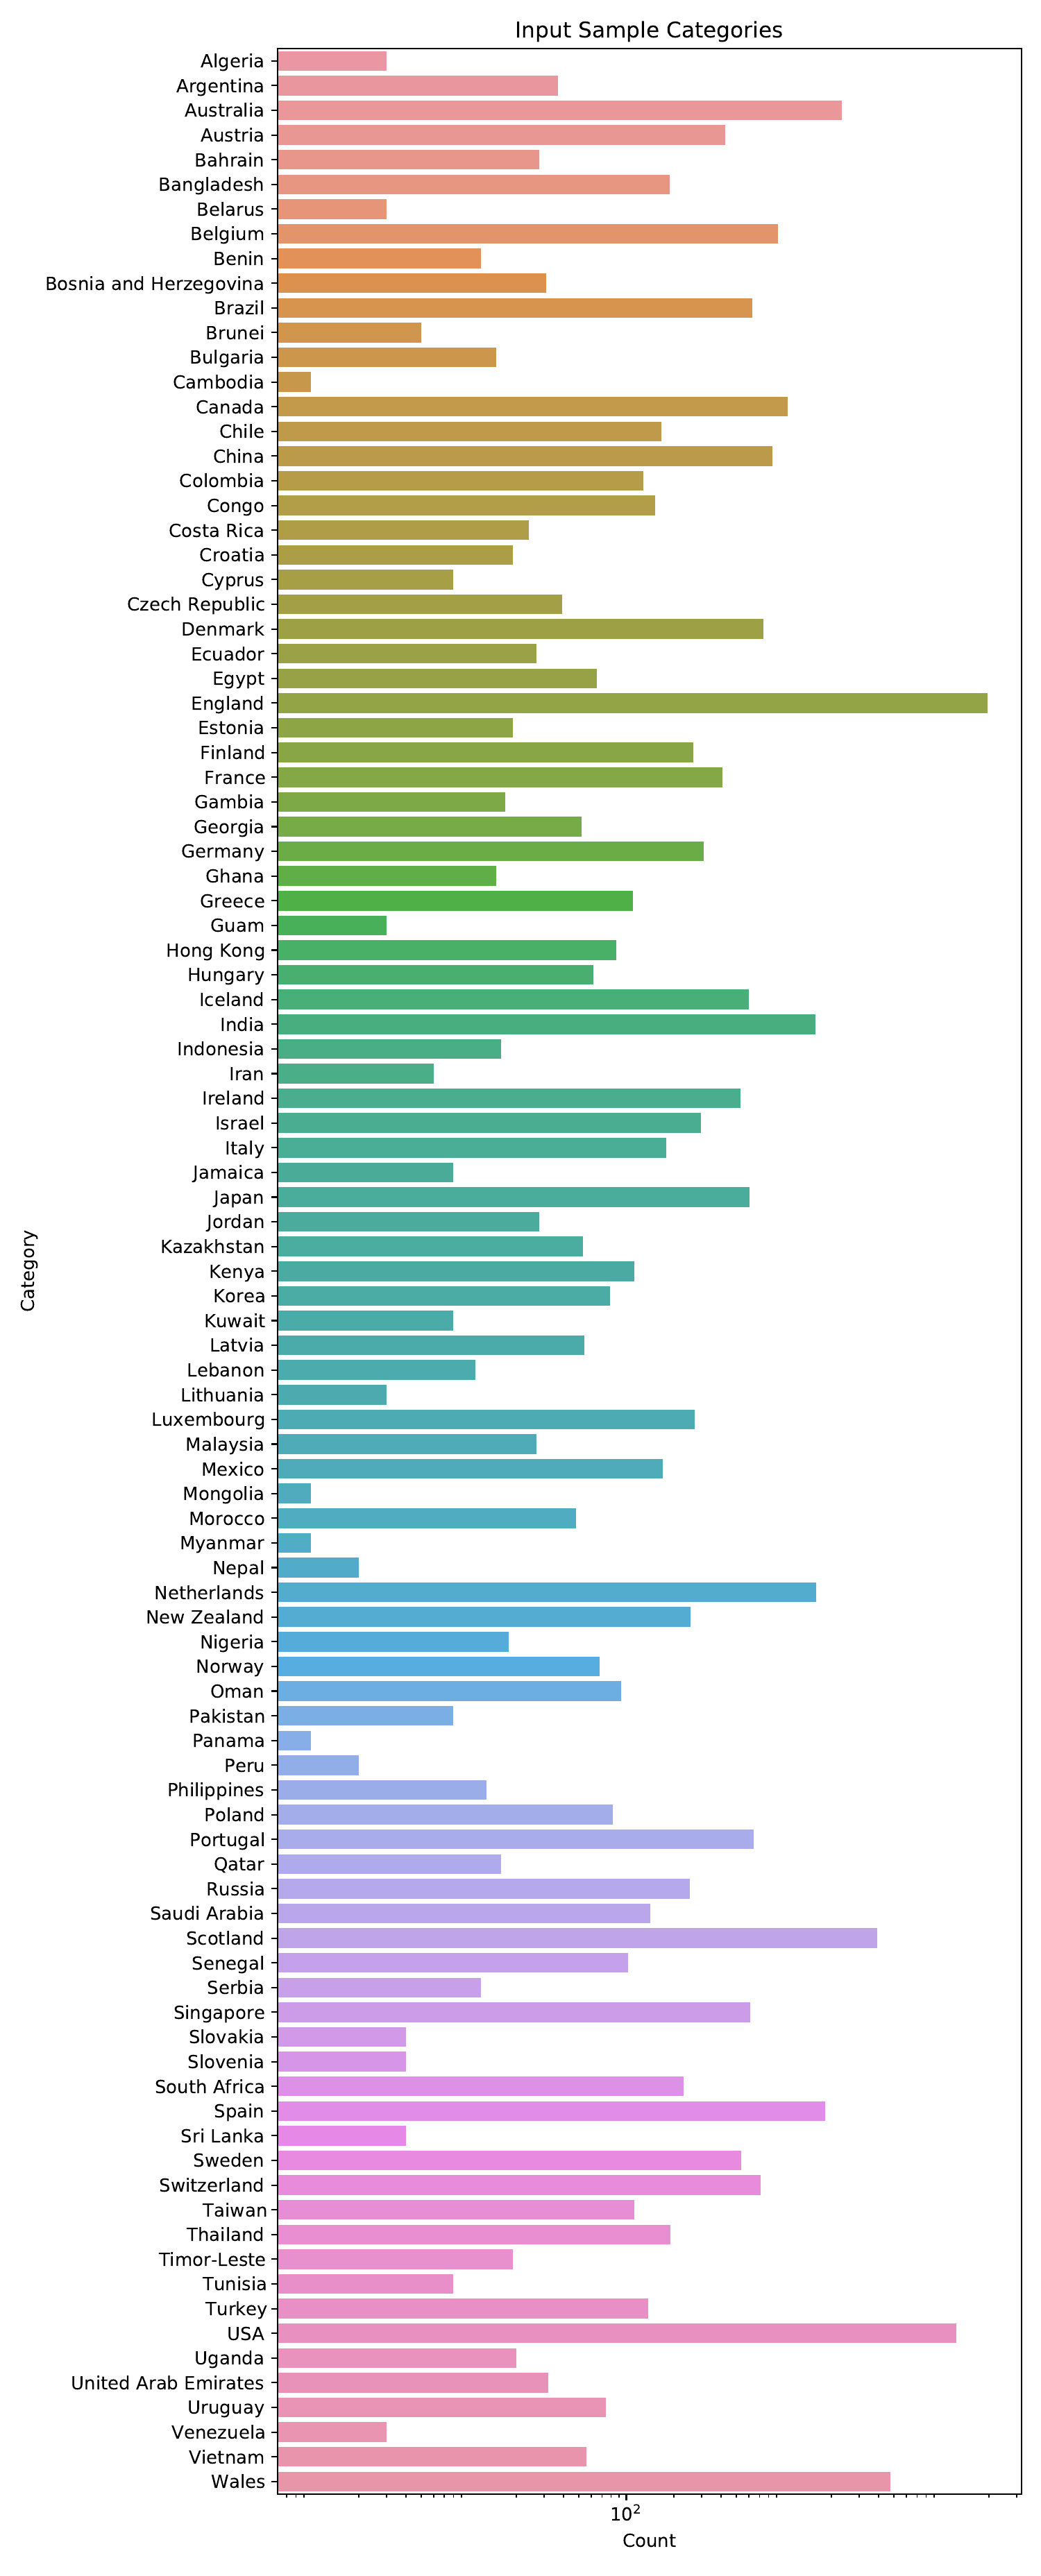 Input Sample Categories
Algeria
Argentina
Australia
Austria
Bahrain
Bangladesh
Belarus
Belgium
Benin
Bosnia and Herzegovina
Brazil
Brunei
Bulgaria
Cambodia
Canada
Chile
China
Colombia
Congo
Costa Rica
Croatia
Cyprus
Czech Republic
Denmark
Ecuador
Egypt
England
Estonia
Finland
France
Gambia
Georgia
Germany
Ghana
Greece
Guam
Hong Kong
Hungary
Iceland
India
Indonesia
Iran
Ireland
Israel
Italy
Jamaica
Japan
Jordan
Kazakhstan
Kenya
Korea
Kuwait
Latvia
Lebanon
Lithuania
Luxembourg
Malaysia
Mexico
Mongolia
Morocco
Myanmar
Nepal
Netherlands
New Zealand
Nigeria
Norway
Oman
Pakistan
Panama
Peru
Philippines
Poland
Portugal
Qatar
Russia
Saudi Arabia
Scotland
Senegal
Serbia
Singapore
Slovakia
Slovenia
South Africa
Spain
Sri Lanka
Sweden
Switzerland
Taiwan
Thailand
Timor-Leste
Tunisia
Turkey
USA
Uganda
United Arab Emirates
Uruguay
Venezuela
Vietnam
Wales
Category
10²
Count